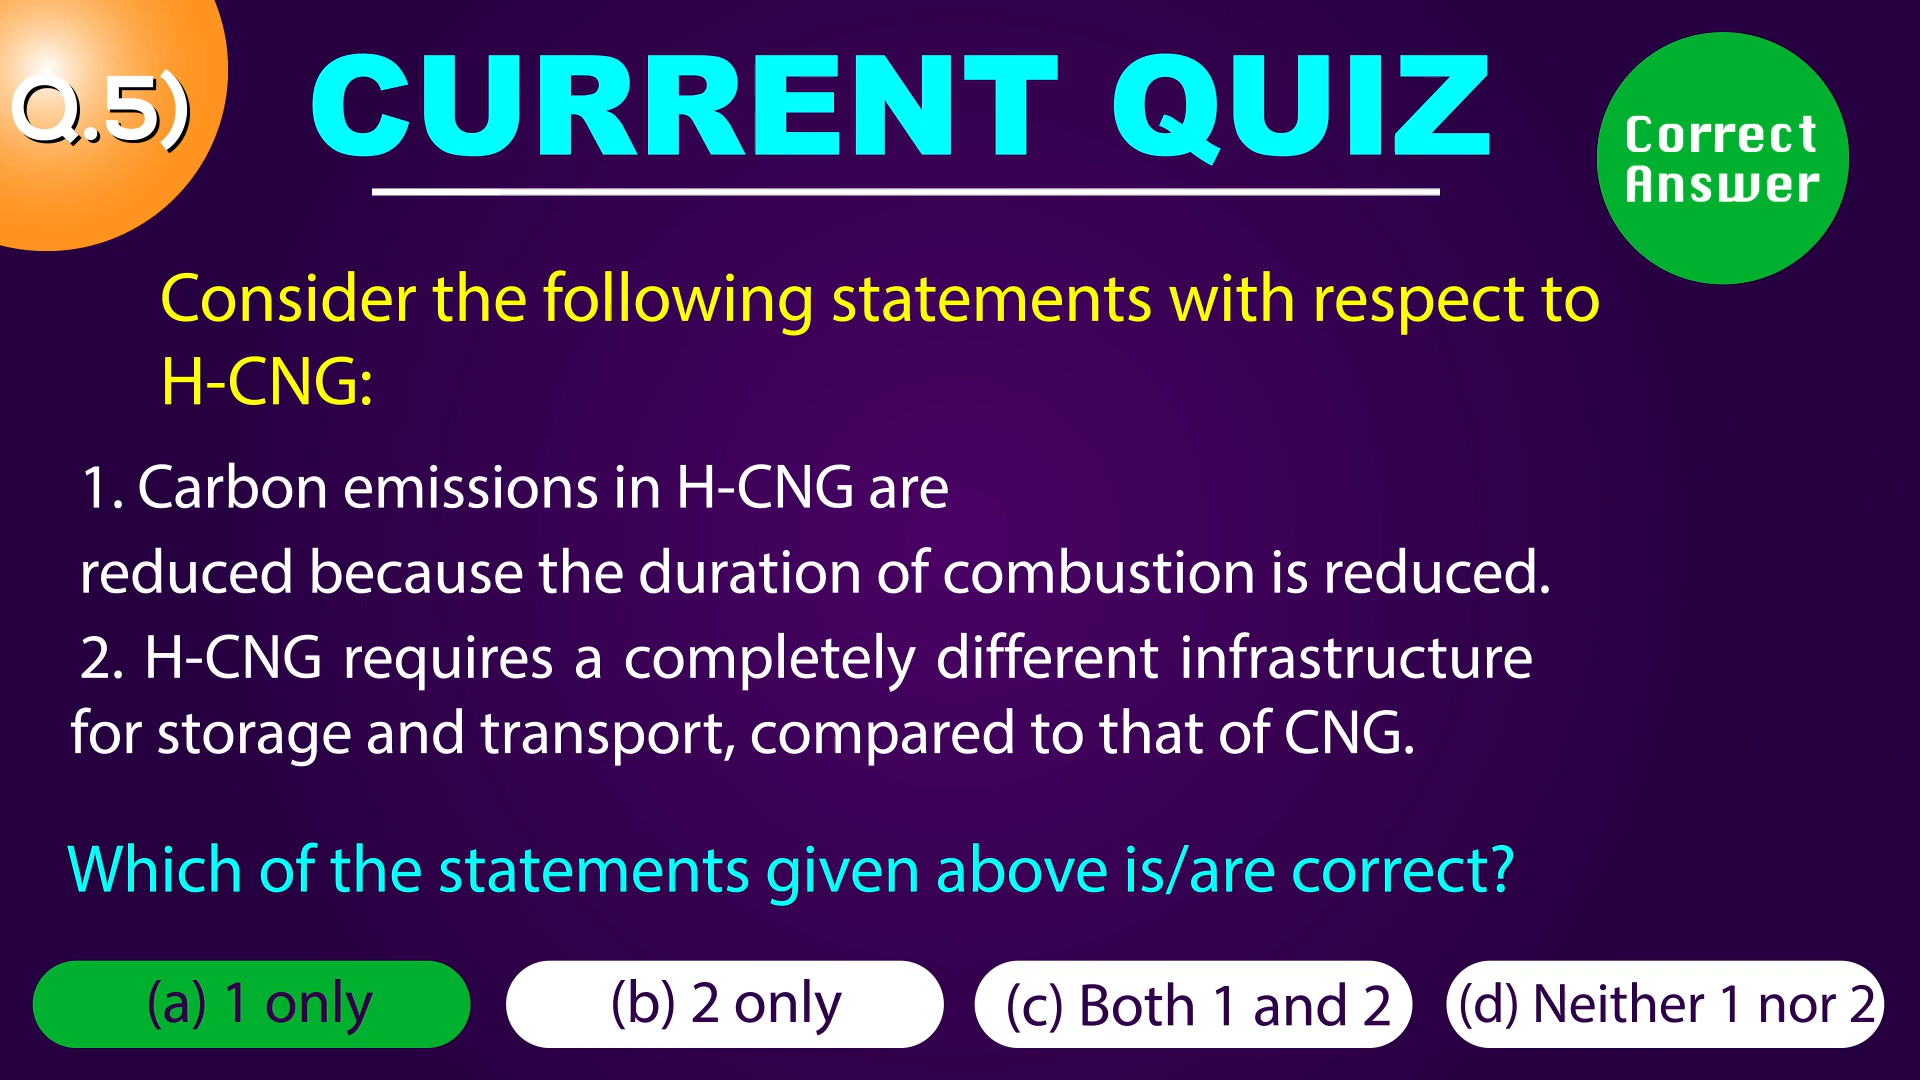 Q.5)
CURRENT QUIZ
Correct
Answer
Consider the following statements with respect to
H-CNG:
1. Carbon emissions in H-CNG are
reduced because the duration of combustion is reduced.
2. H-CNG requires a completely different infrastructure
for storage and transport, compared to that of CNG.
Which of the statements given above is/are correct?
(a) 1 only
(b) 2 only
(c) Both 1 and 2
(d) Neither 1 nor 2